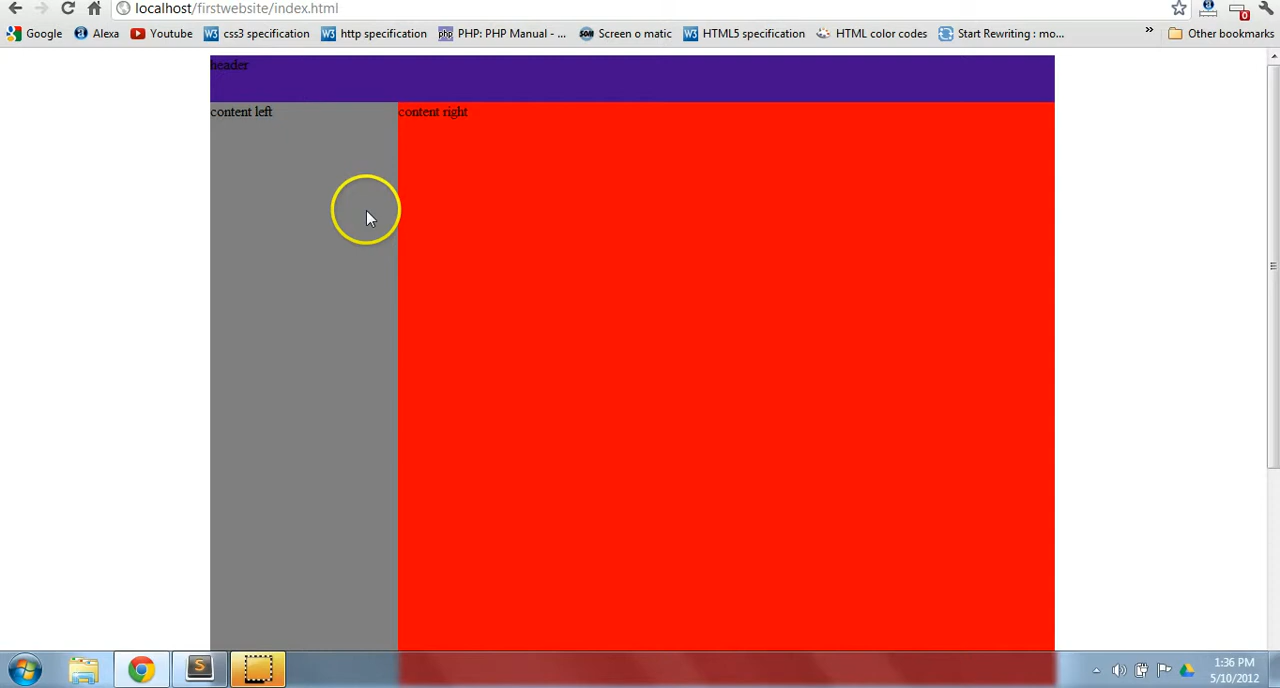 localhost/firstwebsite/index.html
0
Google Alexa Youtube css3 specification http specification PHP: PHP Manual - ... Screen o matic HTML5 specification HTML color codes Start Rewriting : mo... » Other bookmarks
header
content left content right
1:36 PM
5/10/2012